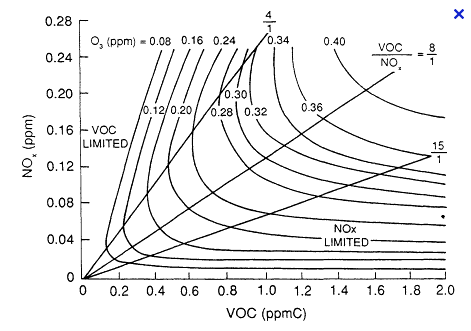 0.28
0.24
0.20
0.16
0.12
0.08
0.04
0
NOx (ppm)
O3 (ppm) = 0.08
0.16
0.24
4/1
0.34
0.40
VOC/NOx = 8/1
0.12
0.20
0.30
0.28
0.32
0.36
VOC
LIMITED
15/1
NOx
LIMITED
0 0.2 0.4 0.6 0.8 1.0 1.2 1.4 1.6 1.8 2.0
VOC (ppmC)